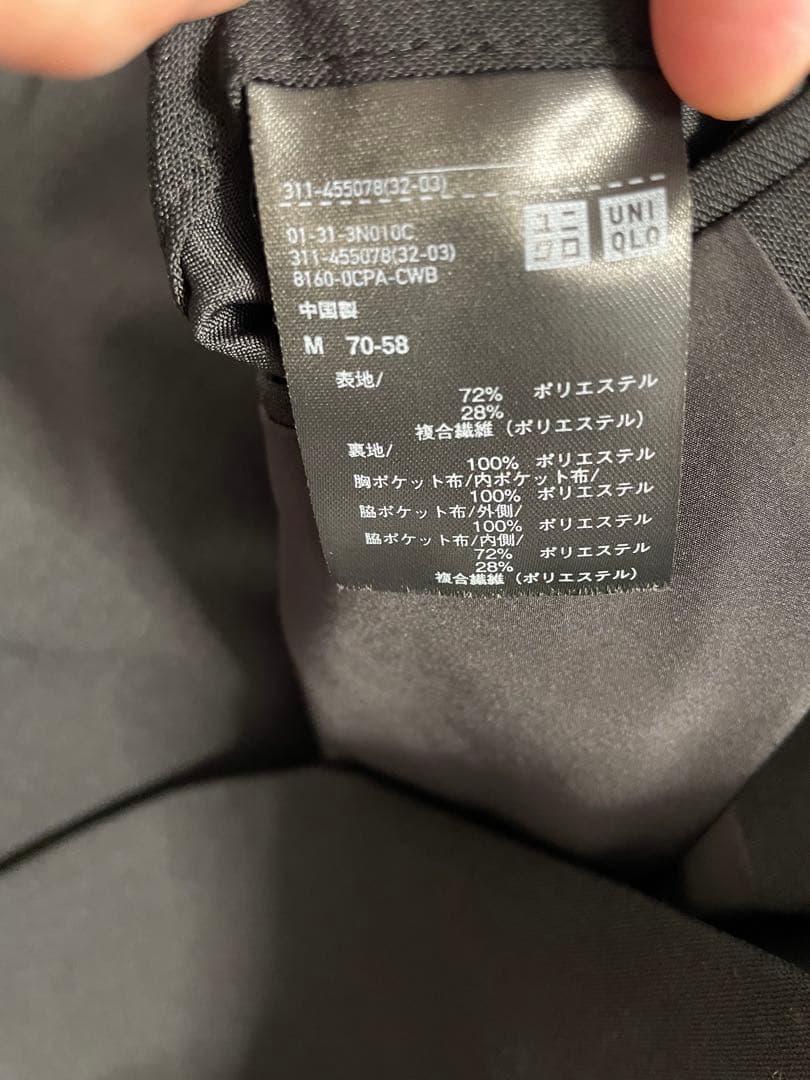 311-455078(32-03)
ユニクロ
UNIQLO
01-31-3N010C
311-455078(32-03)
8160-0CPA-CWB
中国製
M 70-58
表地/
72% ポリエステル
28%
複合繊維（ポリエステル）
裏地/
100% ポリエステル
胸ポケット布/内ポケット布/
100% ポリエステル
脇ポケット布/外側/
100% ポリエステル
脇ポケット布/内側/
72% ポリエステル
28%
複合繊維（ポリエステル）